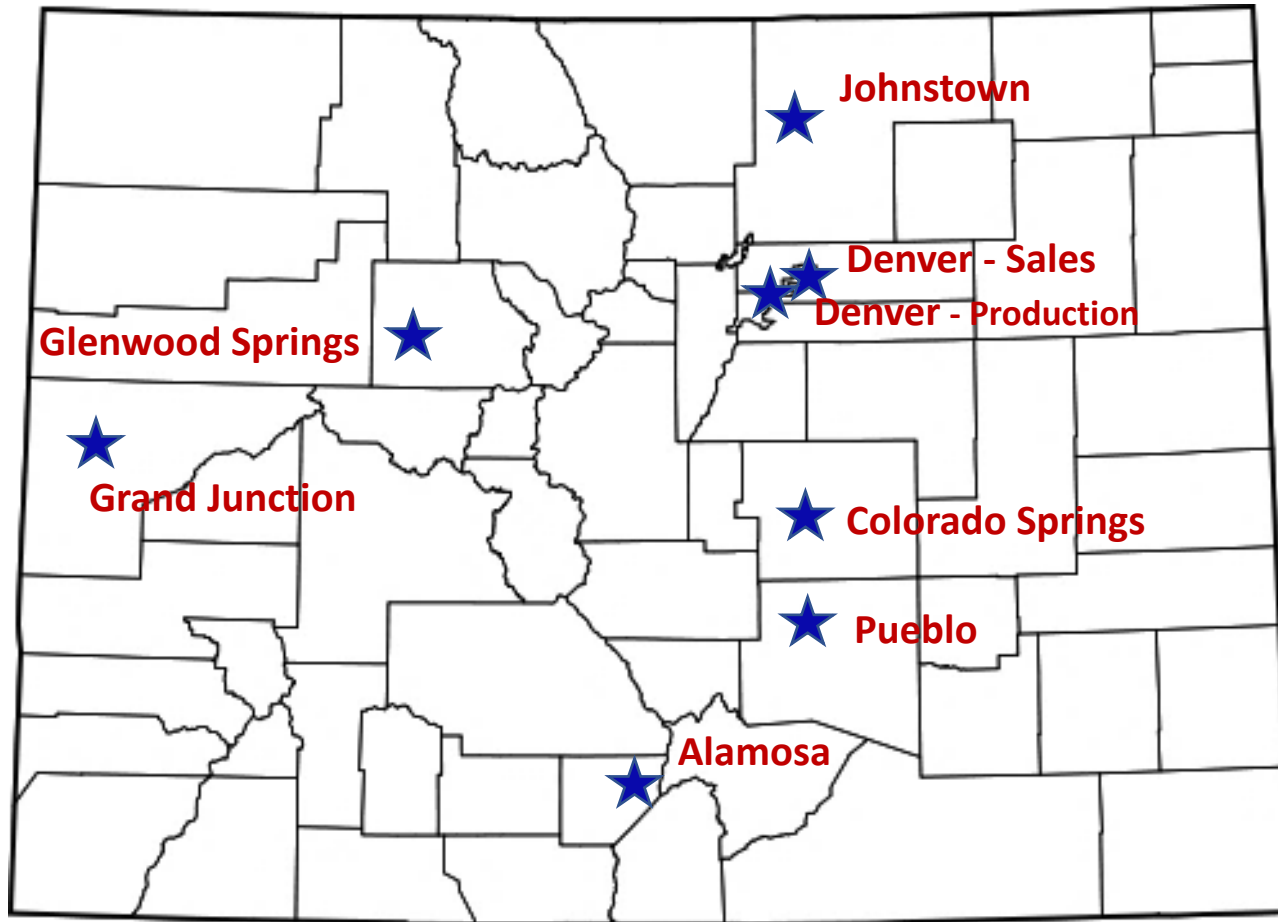 Johnstown
Denver - Sales
Denver - Production
Glenwood Springs
Grand Junction
Colorado Springs
Pueblo
Alamosa